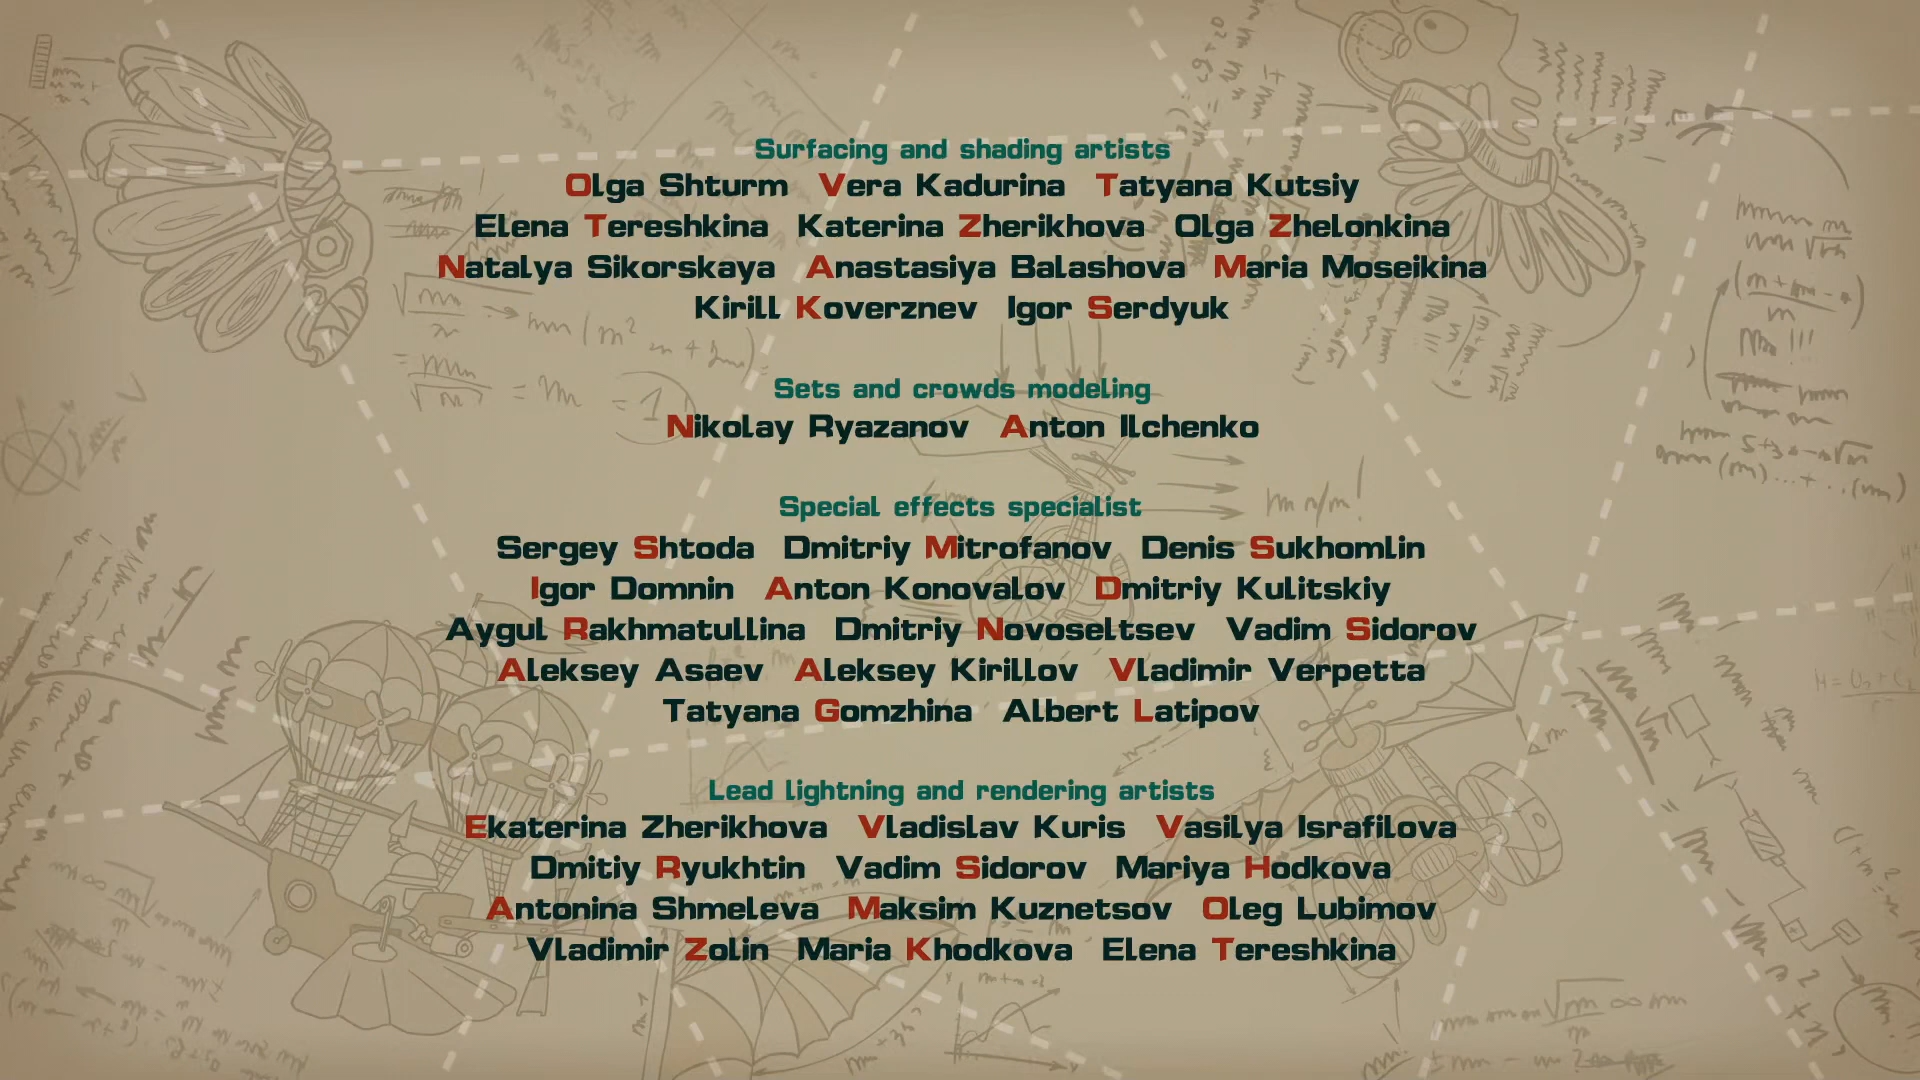 Surfacing and shading artists
Olga Shturm Vera Kadurina Tatyana Kutsiy
Elena Tereshkina Katerina Zherikhova Olga Zhelonkina
Natalya Sikorskaya Anastasiya Balashova Maria Moseikina
Kirill Koverznev Igor Serdyuk
Sets and crowds modeling
Nikolay Ryazanov Anton Ilchenko
Special effects specialist
Sergey Shtoda Dmitriy Mitrofanov Denis Sukhomlin
Igor Domnin Anton Konovalov Dmitriy Kulitskiy
Aygul Rakhmatullina Dmitriy Novoseltsev Vadim Sidorov
Aleksey Asaev Aleksey Kirillov Vladimir Verpetta
Tatyana Gomzhina Albert Latipov
Lead lightning and rendering artists
Ekaterina Zherikhova Vladislav Kuris Vasilya Israfilova
Dmitiy Ryukhtin Vadim Sidorov Mariya Hodkova
Antonina Shmeleva Maksim Kuznetsov Oleg Lubimov
Vladimir Zolin Maria Khodkova Elena Tereshkina